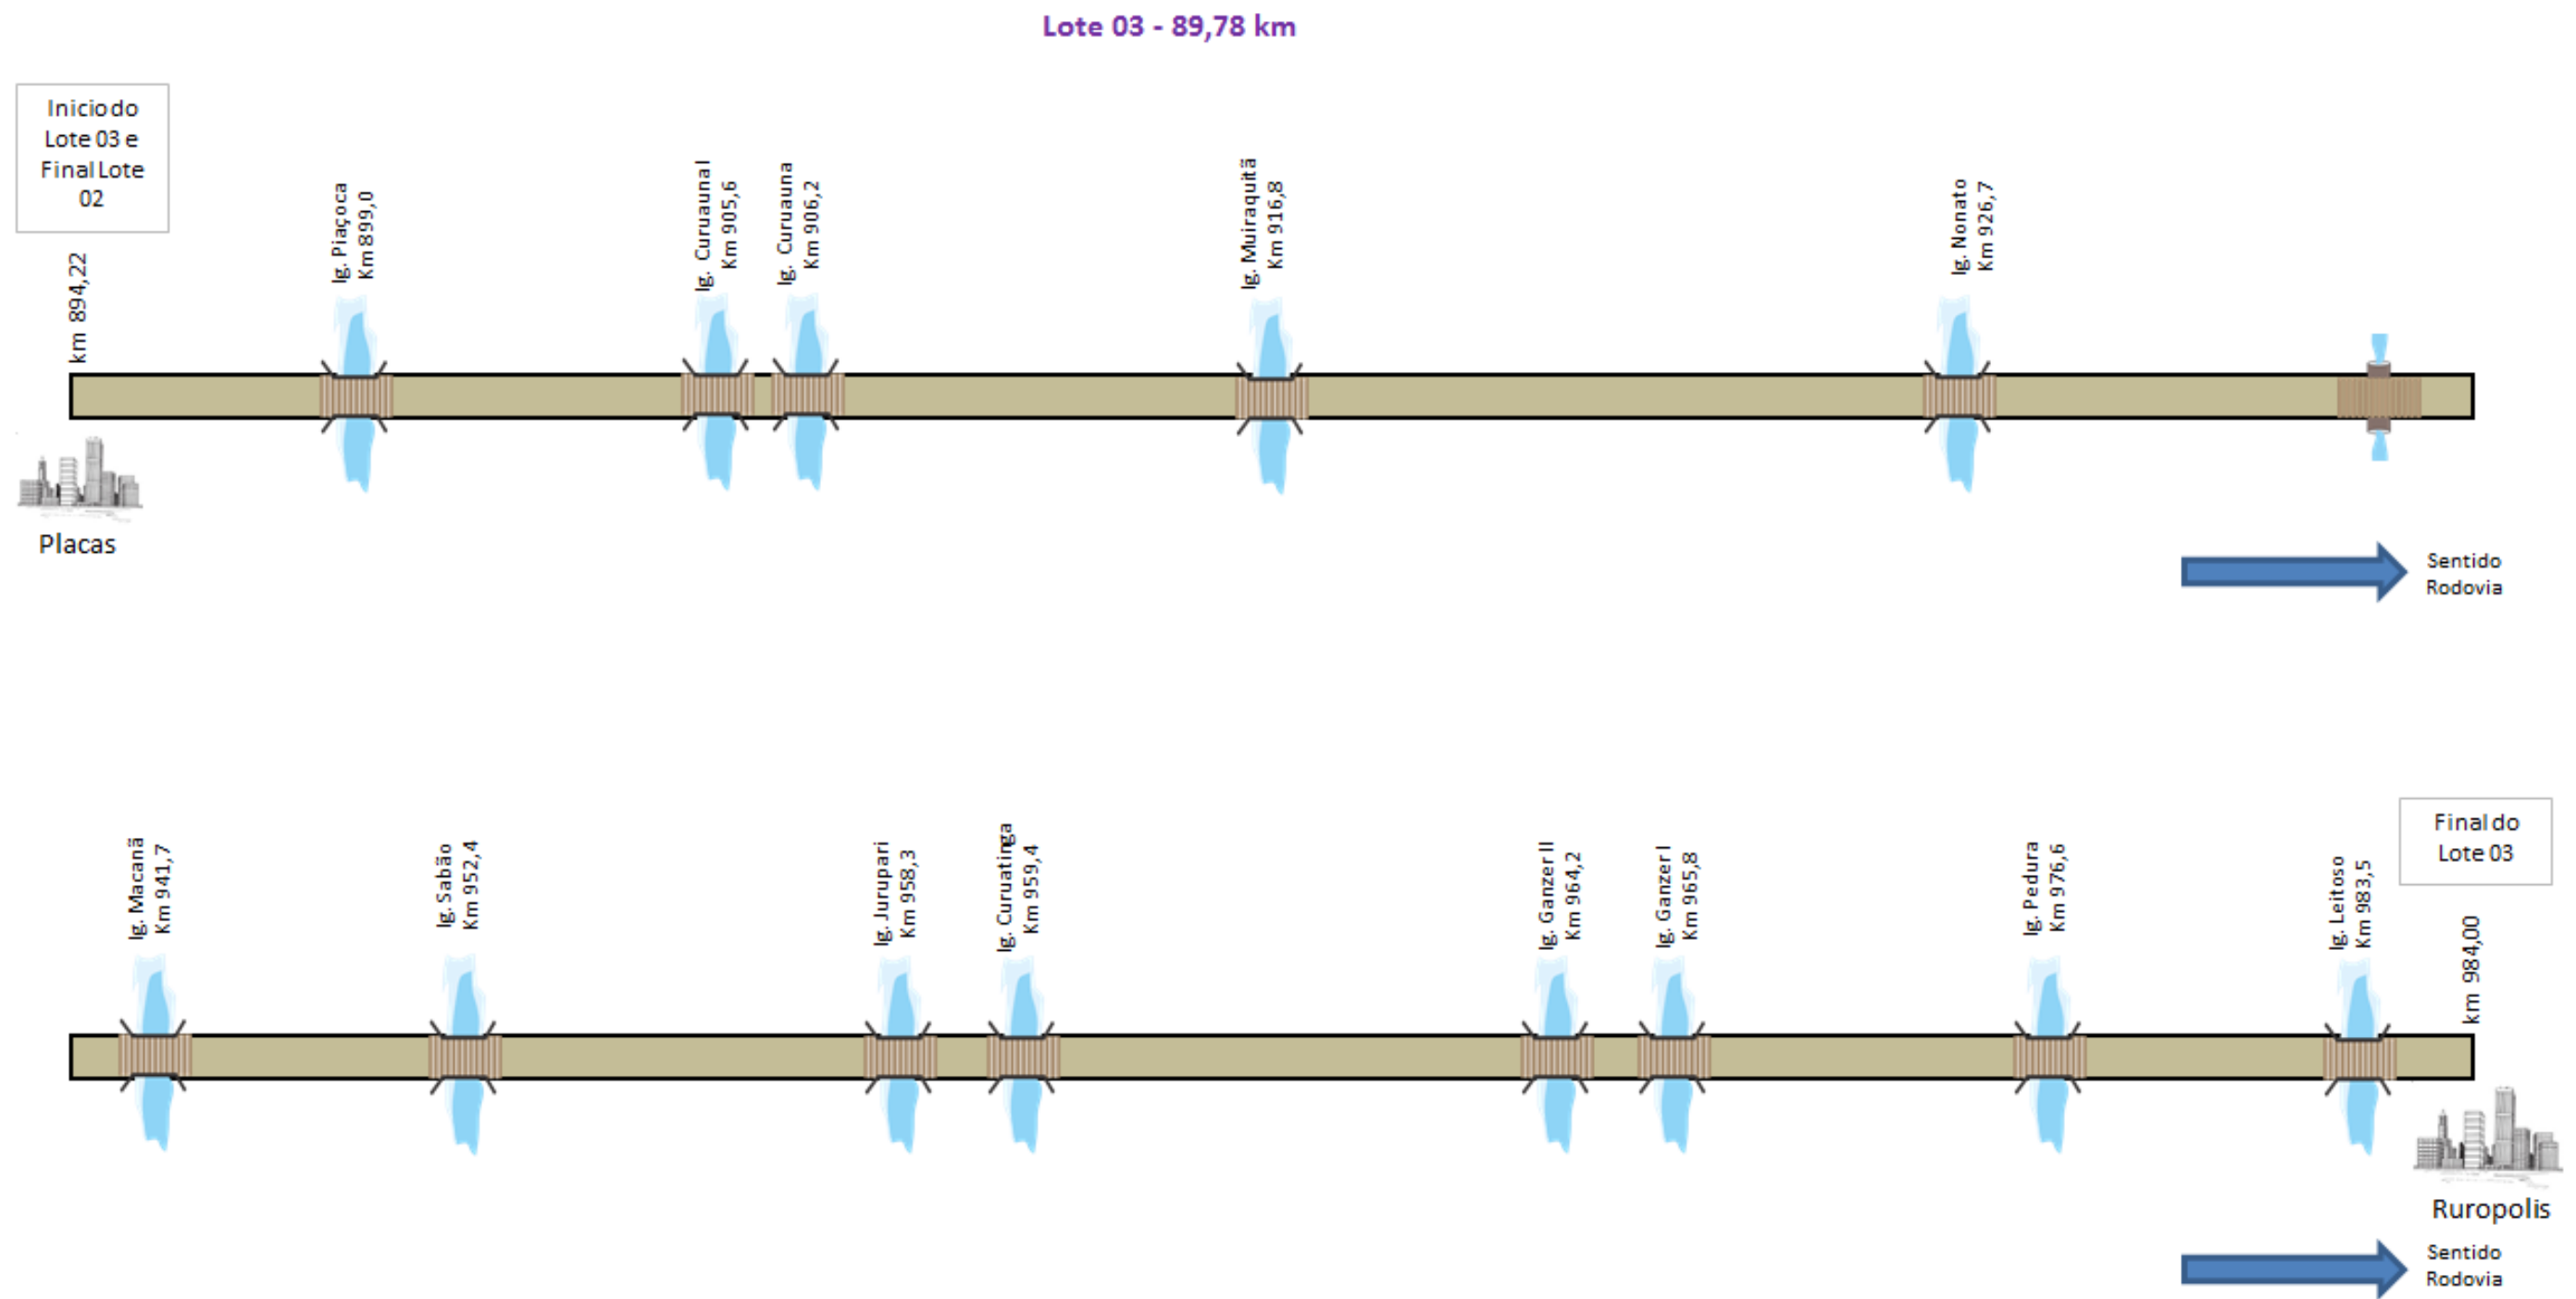 Lote 03 - 89,78 km
Inicio do
Lote 03 e
Final Lote
02
km 894,22
Ig. Piaçoca
Km 899,0
Ig. Curuauna I
Km 905,6
Ig. Curuauna
Km 906,2
Ig. Muiraquitã
Km 916,8
Ig. Nonato
Km 926,7
Placas
Sentido
Rodovia
Ig. Macanã
Km 941,7
Ig. Sabão
Km 952,4
Ig. Jurupari
Km 958,3
Ig. Curuatinga
Km 959,4
Ig. Ganzer II
Km 964,2
Ig. Ganzer I
Km 965,8
Ig. Pedura
Km 976,6
Ig. Leitoso
Km 983,5
Final do
Lote 03
km 984,00
Ruropolis
Sentido
Rodovia